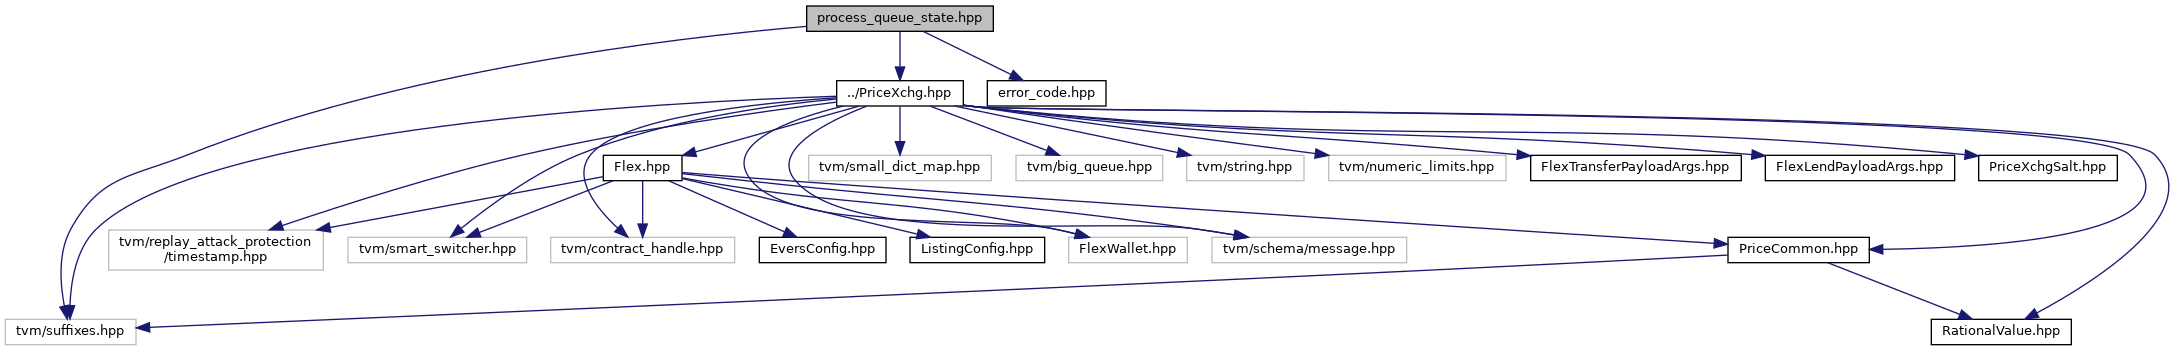 process_queue_state.hpp
../PriceXchg.hpp
error_code.hpp
Flex.hpp
tvm/small_dict_map.hpp
tvm/big_queue.hpp
tvm/string.hpp
tvm/numeric_limits.hpp
FlexTransferPayloadArgs.hpp
FlexLendPayloadArgs.hpp
PriceXchgSalt.hpp
tvm/replay_attack_protection
/timestamp.hpp
tvm/smart_switcher.hpp
tvm/contract_handle.hpp
EversConfig.hpp
ListingConfig.hpp
FlexWallet.hpp
tvm/schema/message.hpp
PriceCommon.hpp
tvm/suffixes.hpp
RationalValue.hpp